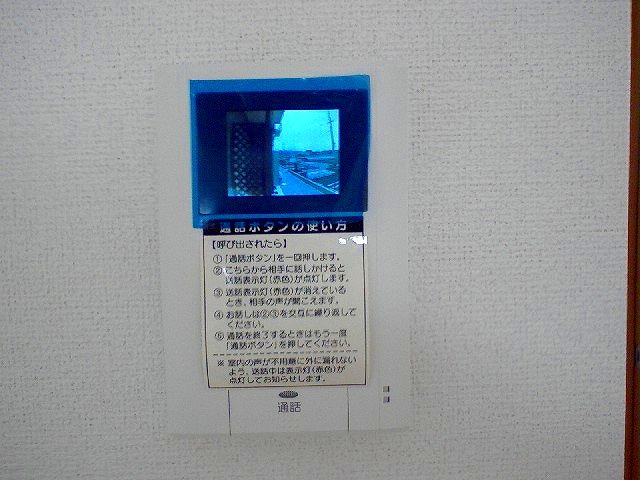 通話ボタンの使い方
【呼び出されたら】
①「通話ボタン」を一回押します。
②こちらから相手に話しかけると
送話表示灯(赤色)が点灯します。
③送話表示灯(赤色)が消えている
とき、相手の声が聞こえます。
④お話しは②③を交互に繰り返して
ください。
⑤通話を終了するときはもう一度
「通話ボタン」を押してください。
※室内の声が不用意に外に漏れない
よう、送話中は表示灯(赤色)が
点灯してお知らせします。
通話